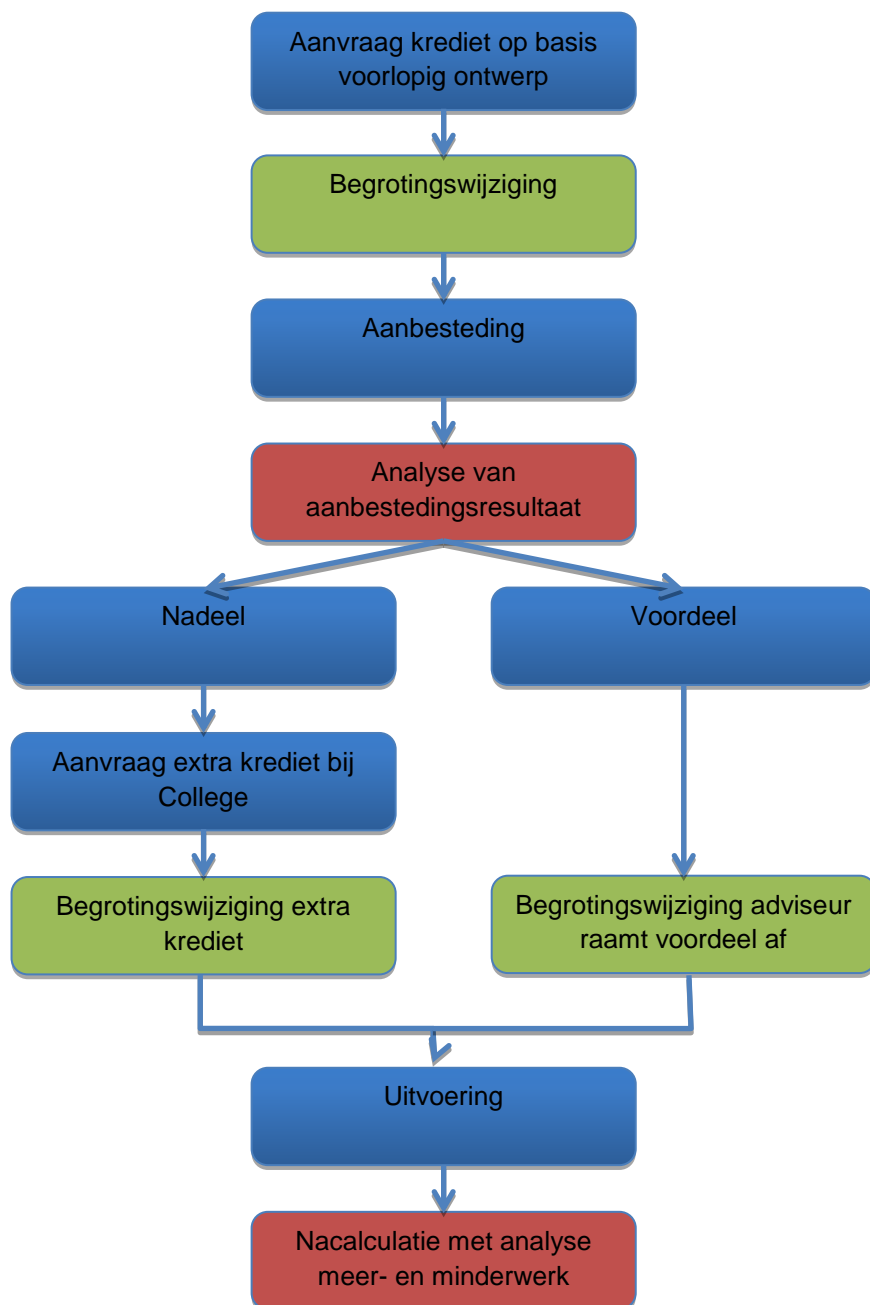 Aanvraag krediet op basis
voorlopig ontwerp
Begrotingswijziging
Aanbesteding
Analyse van
aanbestedingsresultaat
Nadeel
Voordeel
Aanvraag extra krediet bij
College
Begrotingswijziging extra
krediet
Begrotingswijziging adviseur
raamt voordeel af
Uitvoering
Nacalculatie met analyse
meer- en minderwerk